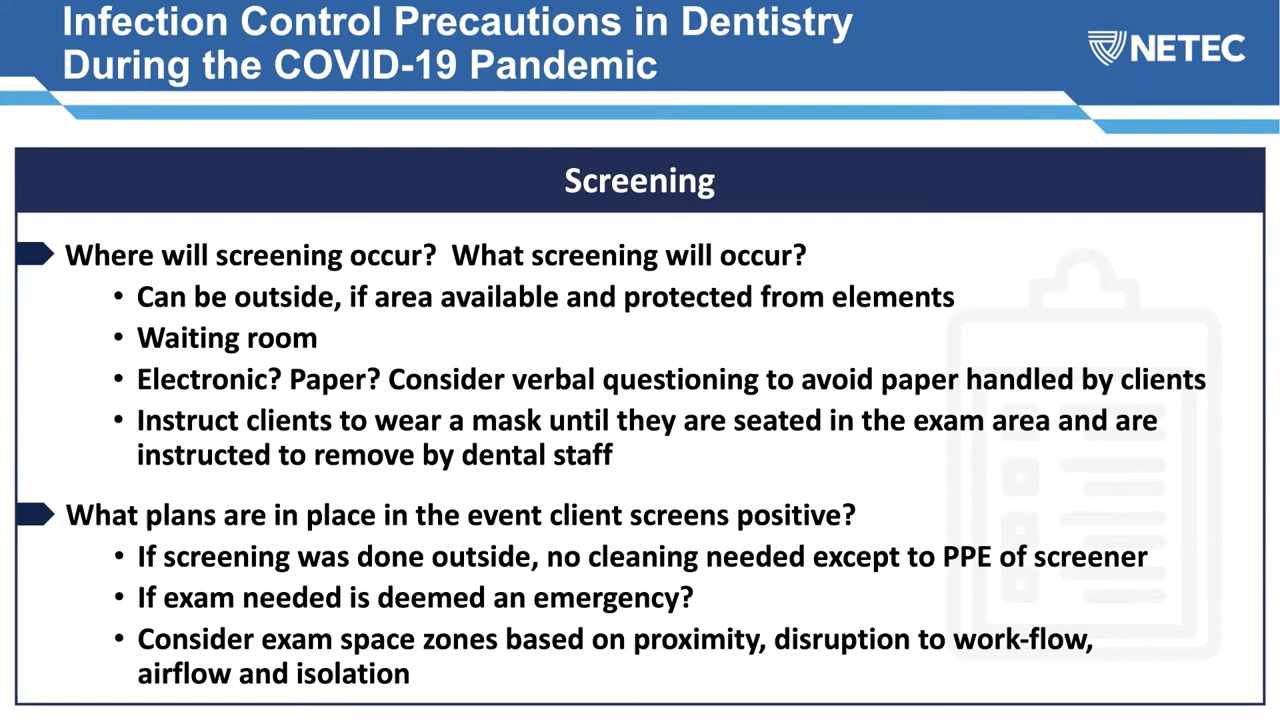 Infection Control Precautions in Dentistry
During the COVID-19 Pandemic
NETEC
Screening
Where will screening occur?  What screening will occur?
• Can be outside, if area available and protected from elements
• Waiting room
• Electronic? Paper? Consider verbal questioning to avoid paper handled by clients
• Instruct clients to wear a mask until they are seated in the exam area and are
instructed to remove by dental staff
What plans are in place in the event client screens positive?
• If screening was done outside, no cleaning needed except to PPE of screener
• If exam needed is deemed an emergency?
• Consider exam space zones based on proximity, disruption to work-flow,
airflow and isolation